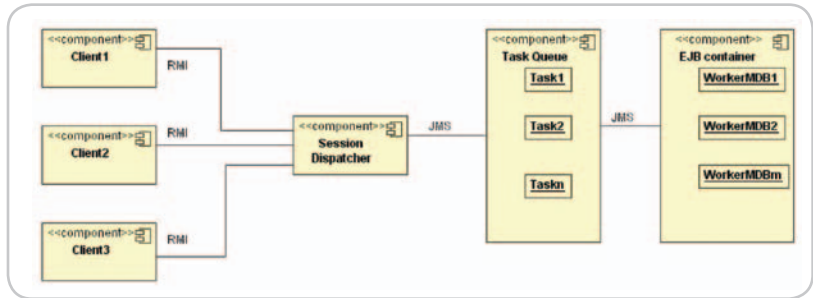 <<component>>
Client1
RMI
<<component>>
Client2
RMI
<<component>>
Client3
RMI
<<component>>
Session
Dispatcher
JMS
<<component>>
Task Queue
Task1
Task2
Taskn
JMS
<<component>>
EJB container
WorkerMDB1
WorkerMDB2
WorkerMDBm